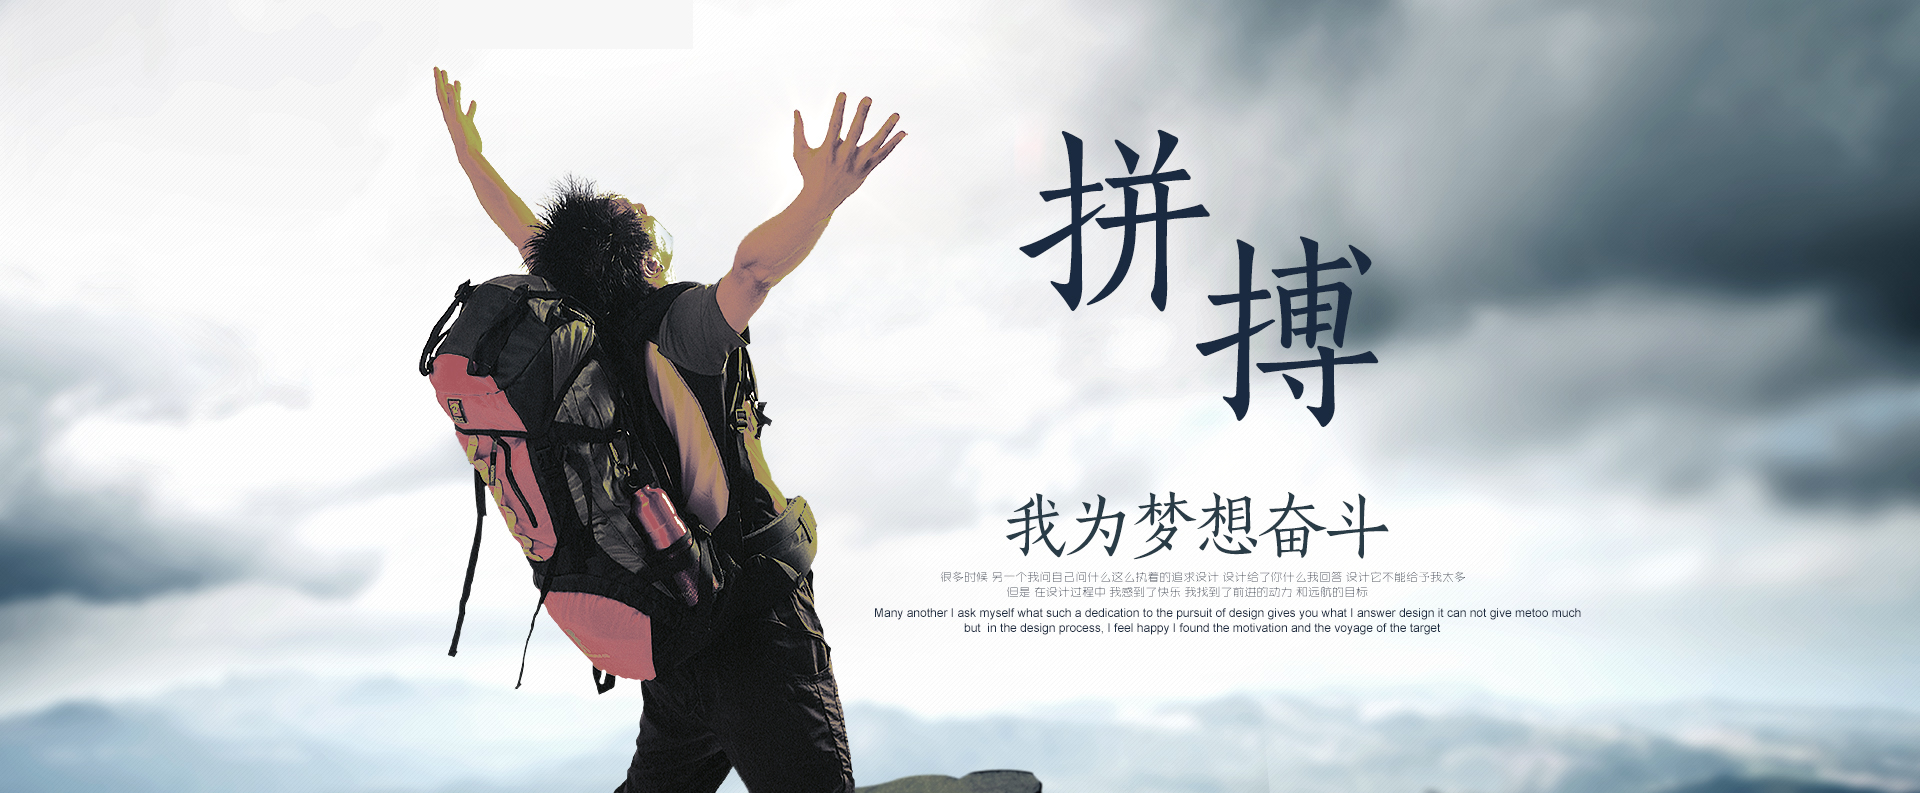 拼搏
我为梦想奋斗
很多时候 另一个我问自己问什么这么执着的追求设计 设计给了你什么我回答 设计它不能给予我太多
但是 在设计过程中 我感到了快乐 我找到了前进的动力 和远航的目标
Many another I ask myself what such a dedication to the pursuit of design gives you what I answer design it can not give metoo much
but in the design process, I feel happy I found the motivation and the voyage of the target